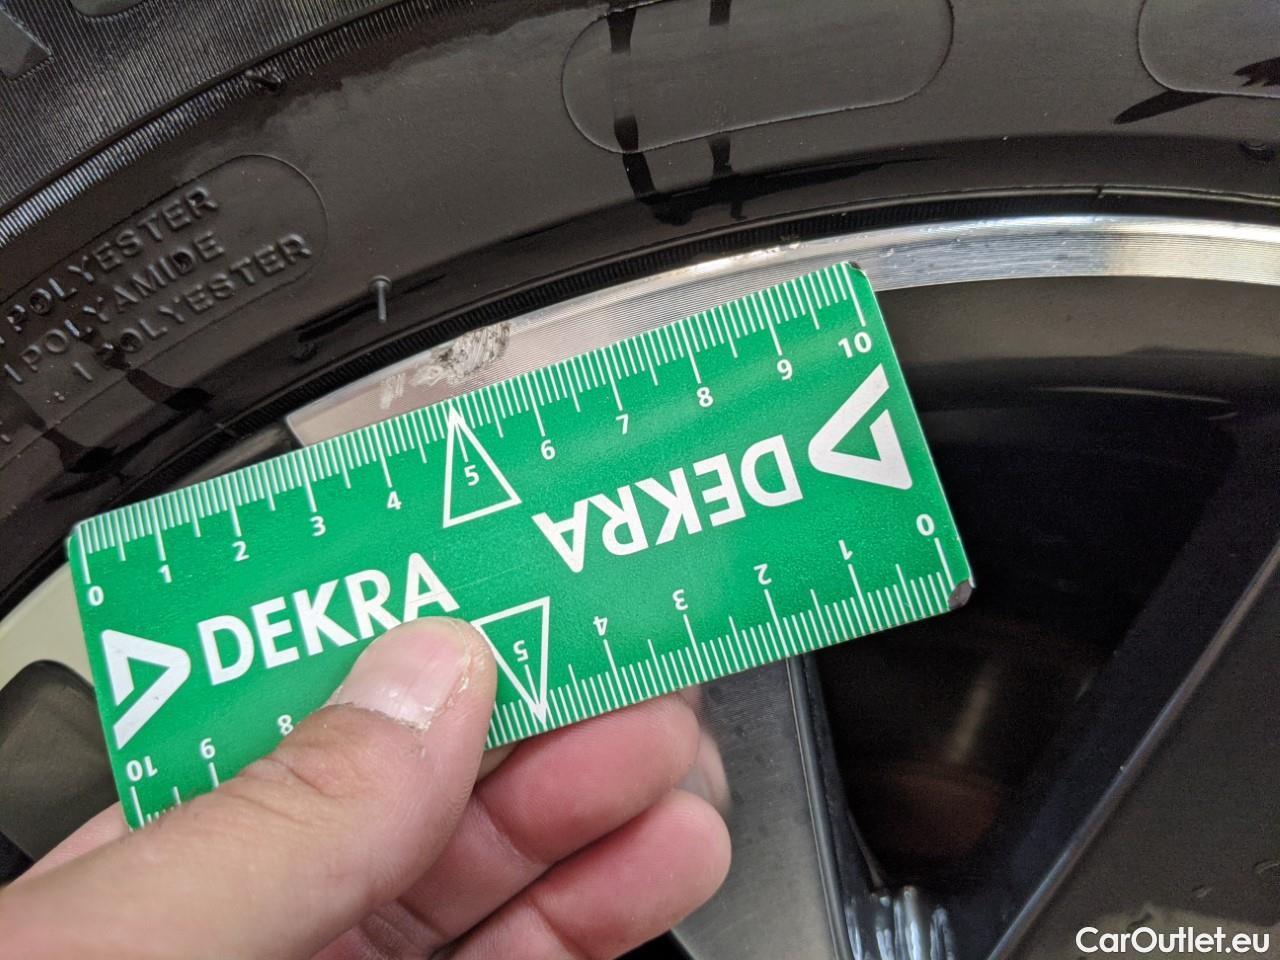 POLYESTER
1 POLYAMIDE
1 POLYESTER
0 1 2 3 4 5 6 7 8 9 10
DEKRA
DEKRA
0 1 2 3 4 5 8 9 10
CarOutlet.eu